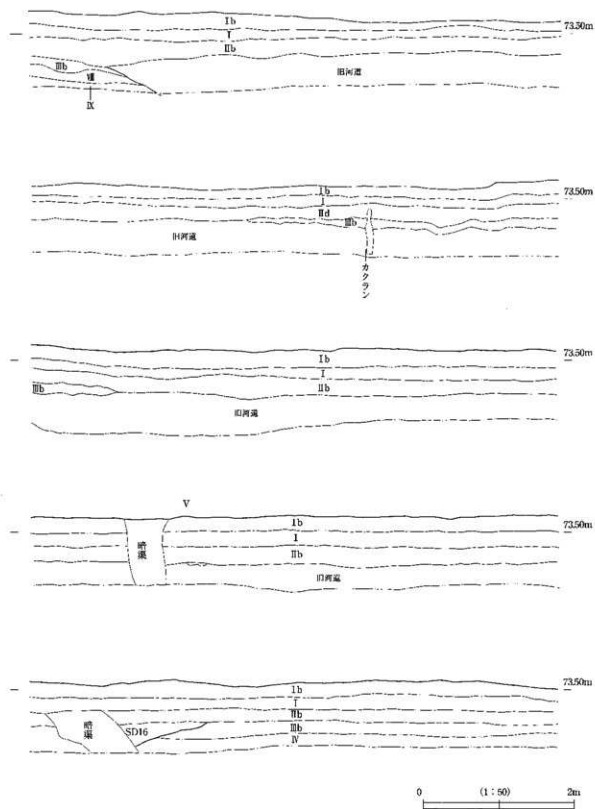 Ⅰb
73.50m
Ⅰ
Ⅱb
Ⅲb
Ⅷ
旧河道
Ⅸ
Ⅰb
73.50m
Ⅰ
Ⅱd
Ⅲb
旧河道
カクラン
73.50m
Ⅰb
Ⅰ
Ⅲb
Ⅱb
旧河道
Ⅴ
Ⅰb
73.50m
Ⅰ
暗渠
Ⅱb
旧河道
73.50m
Ⅰb
Ⅰ
Ⅱb
暗渠
SD16
Ⅲb
Ⅳ
0 (1:50) 2m